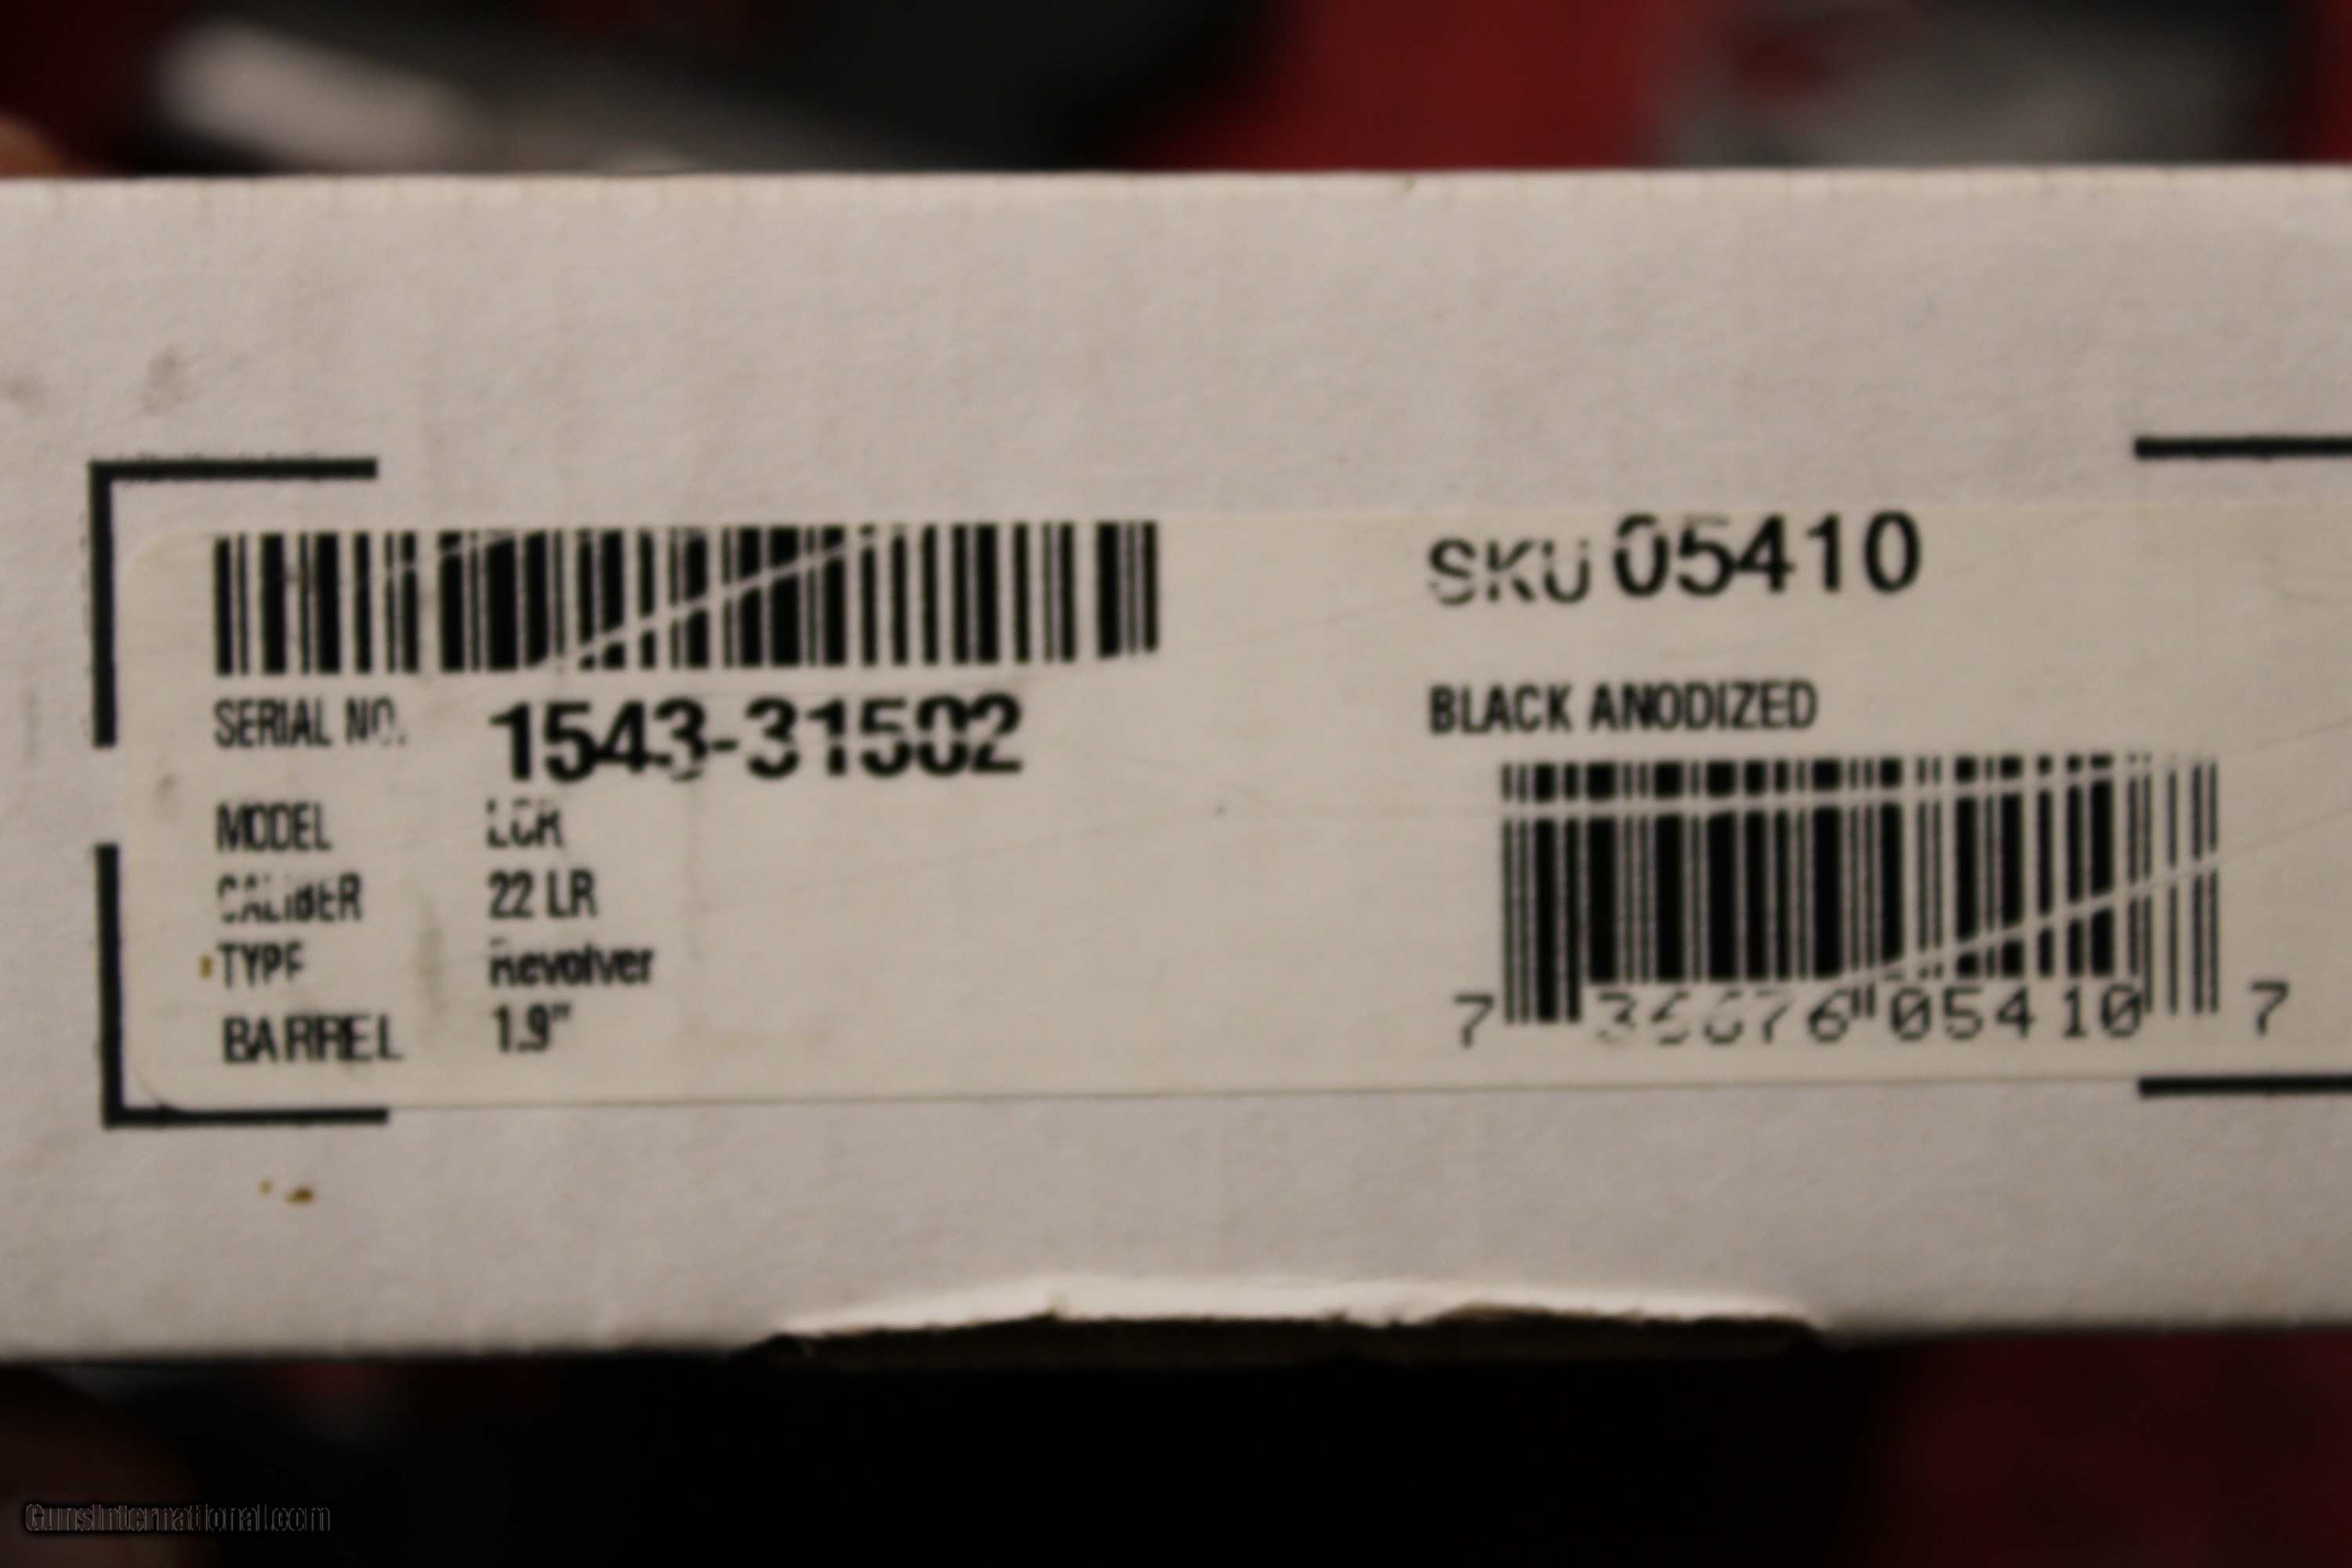 SKU 05410
SERIAL NO. 1543-31502
BLACK ANODIZED
MODEL LCR
CALIBER 22 LR
TYPE Revolver
BARREL 1.9"
7 36676 05410 7
GunsInternational.com